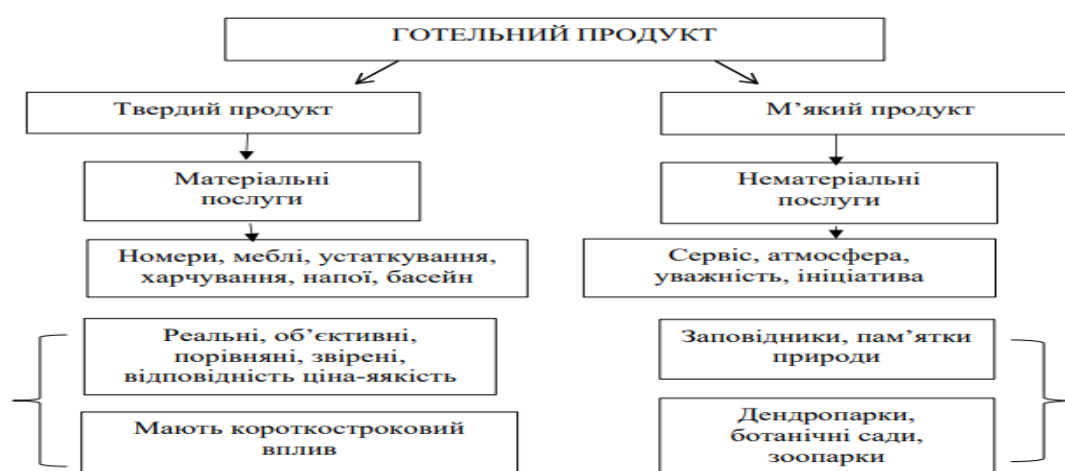 ГОТЕЛЬНИЙ ПРОДУКТ
Твердий продукт
М’який продукт
Матеріальні
послуги
Нематеріальні
послуги
Номери, меблі, устаткування,
харчування, напої, басейн
Сервіс, атмосфера,
уважність, ініціатива
Реальні, об’єктивні,
порівняні, звірені,
відповідність ціна-яякість
Заповідники, пам’ятки
природи
Мають короткостроковий
вплив
Дендропарки,
ботанічні сади,
зоопарки